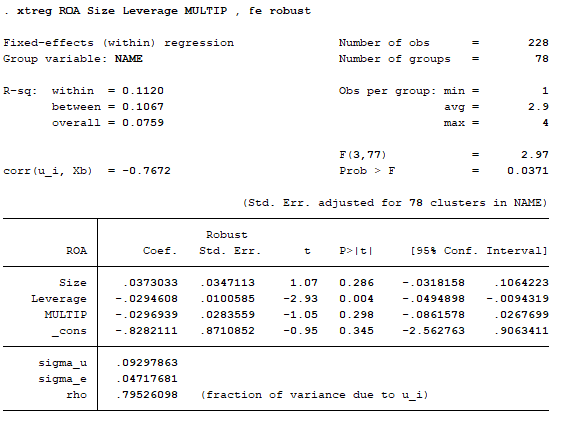 . xtreg ROA Size Leverage MULTIP , fe robust
Fixed-effects (within) regression               Number of obs     =        228
Group variable: NAME                            Number of groups  =         78
R-sq:  within  = 0.1120                         Obs per group: min =         1
       between = 0.1067                                        avg =       2.9
       overall = 0.0759                                        max =         4
                                                F(3,77)           =       2.97
corr(u_i, Xb)  = -0.7672                        Prob > F          =     0.0371
(Std. Err. adjusted for 78 clusters in NAME)
Robust
ROA       Coef.   Std. Err.      t    P>|t|     [95% Conf. Interval]
Size    .0373033   .0347113     1.07   0.286    -.0318158    .1064223
Leverage   -.0294608   .0100585    -2.93   0.004    -.0494898   -.0094319
MULTIP   -.0296939   .0283559    -1.05   0.298    -.0861578    .0267699
_cons   -.8282111   .8710852    -0.95   0.345    -2.562763    .9063411
sigma_u   .09297863
sigma_e   .04717681
rho   .79526098   (fraction of variance due to u_i)